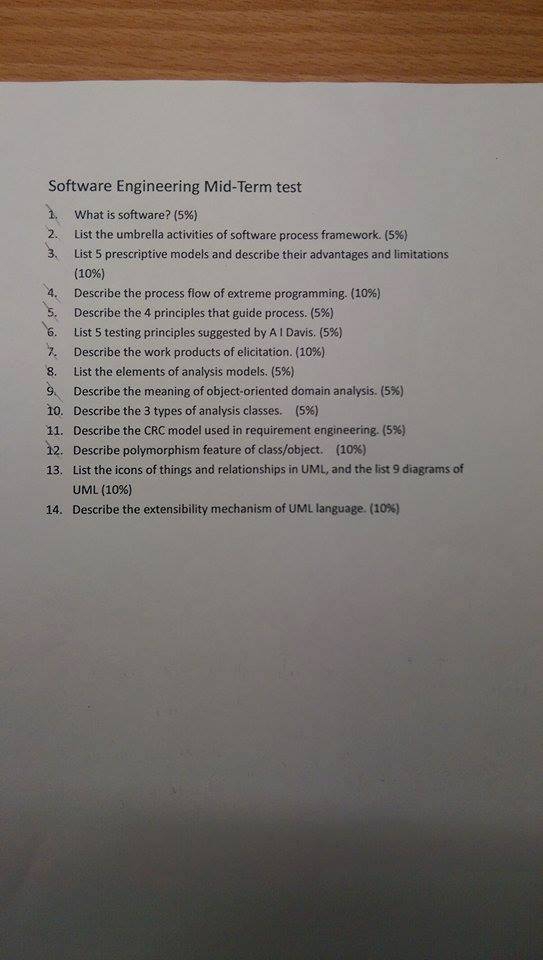 Software Engineering Mid-Term test
1. What is software? (5%)
2. List the umbrella activities of software process framework. (5%)
3. List 5 prescriptive models and describe their advantages and limitations
(10%)
4. Describe the process flow of extreme programming. (10%)
5. Describe the 4 principles that guide process. (5%)
6. List 5 testing principles suggested by A I Davis. (5%)
7. Describe the work products of elicitation. (10%)
8. List the elements of analysis models. (5%)
9. Describe the meaning of object-oriented domain analysis. (5%)
10. Describe the 3 types of analysis classes. (5%)
11. Describe the CRC model used in requirement engineering. (5%)
12. Describe polymorphism feature of class/object. (10%)
13. List the icons of things and relationships in UML, and the list 9 diagrams of
UML (10%)
14. Describe the extensibility mechanism of UML language. (10%)